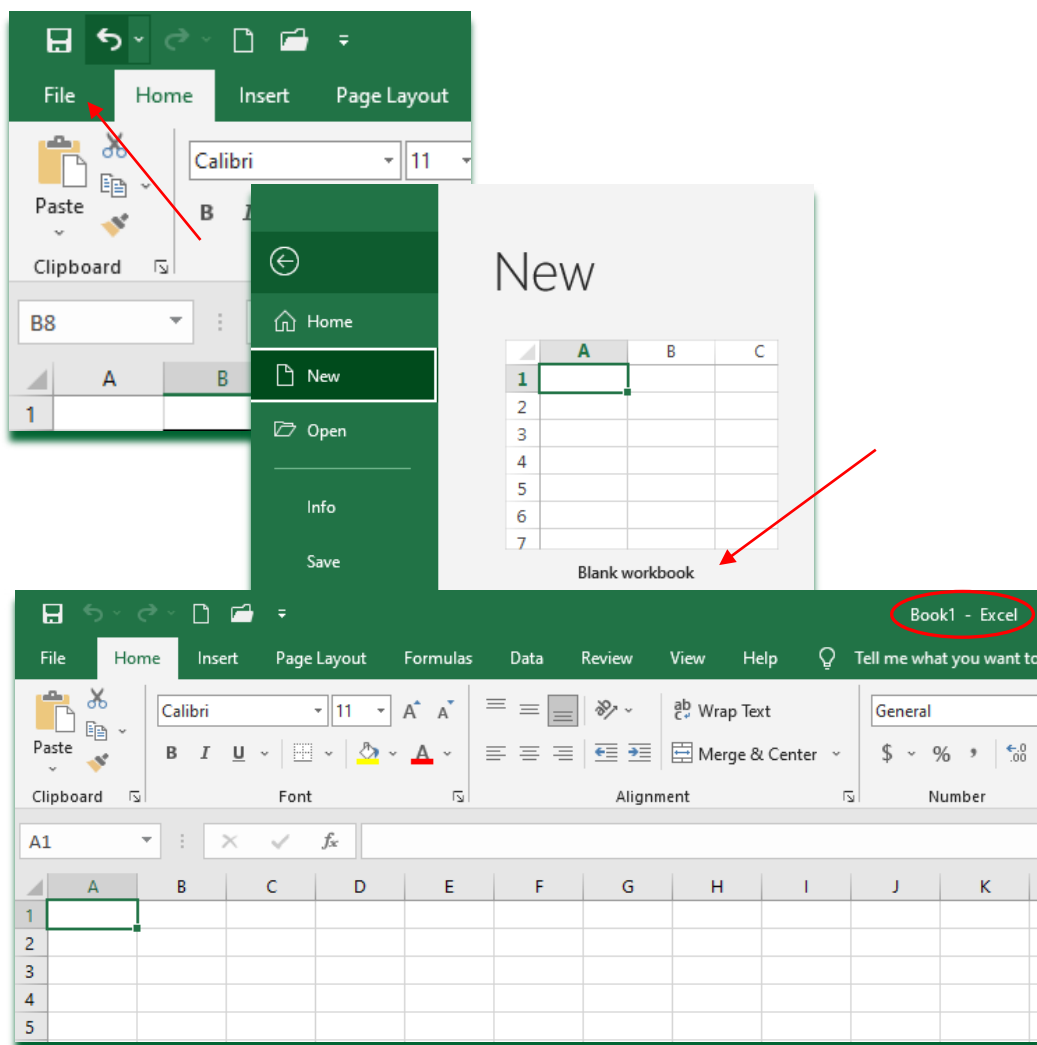 File Home Insert Page Layout
Calibri 11
Paste
B I
Clipboard
B8
A B
1
New
Home
New
Open
Info
Save
A B C
1
2
3
4
5
6
7
Blank workbook
Book1 - Excel
File Home Insert Page Layout Formulas Data Review View Help Tell me what you want to
Calibri 11 A A ab Wrap Text General
Paste B I U A Merge & Center $ % , .00
Clipboard Font Alignment Number
A1 fx
A B C D E F G H I J K
1
2
3
4
5